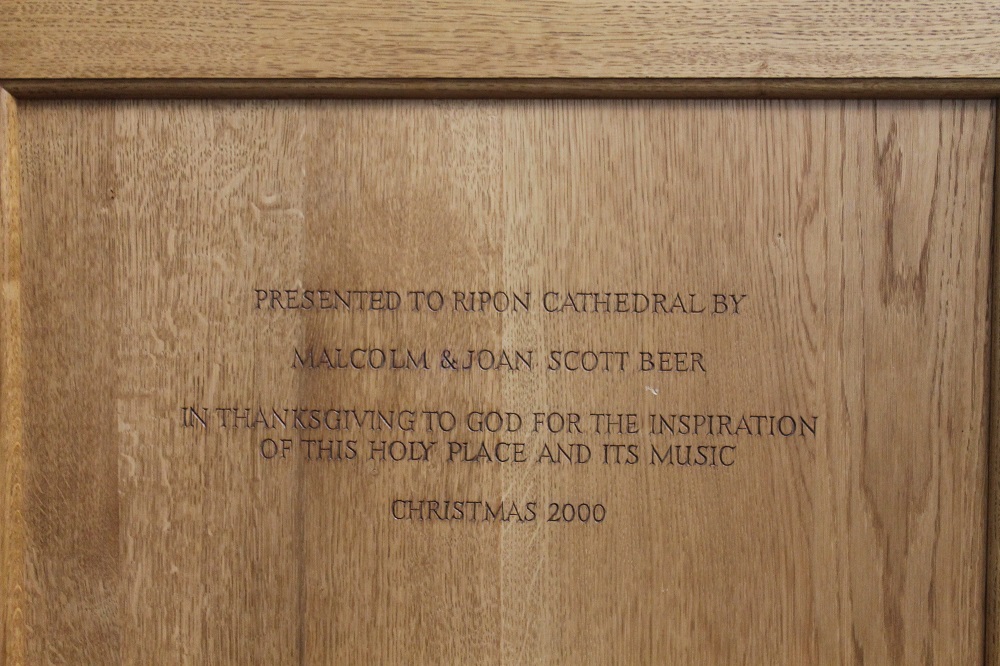 PRESENTED TO RIPON CATHEDRAL BY
MALCOLM & JOAN SCOTT BEER
IN THANKSGIVING TO GOD FOR THE INSPIRATION
OF THIS HOLY PLACE AND ITS MUSIC
CHRISTMAS 2000